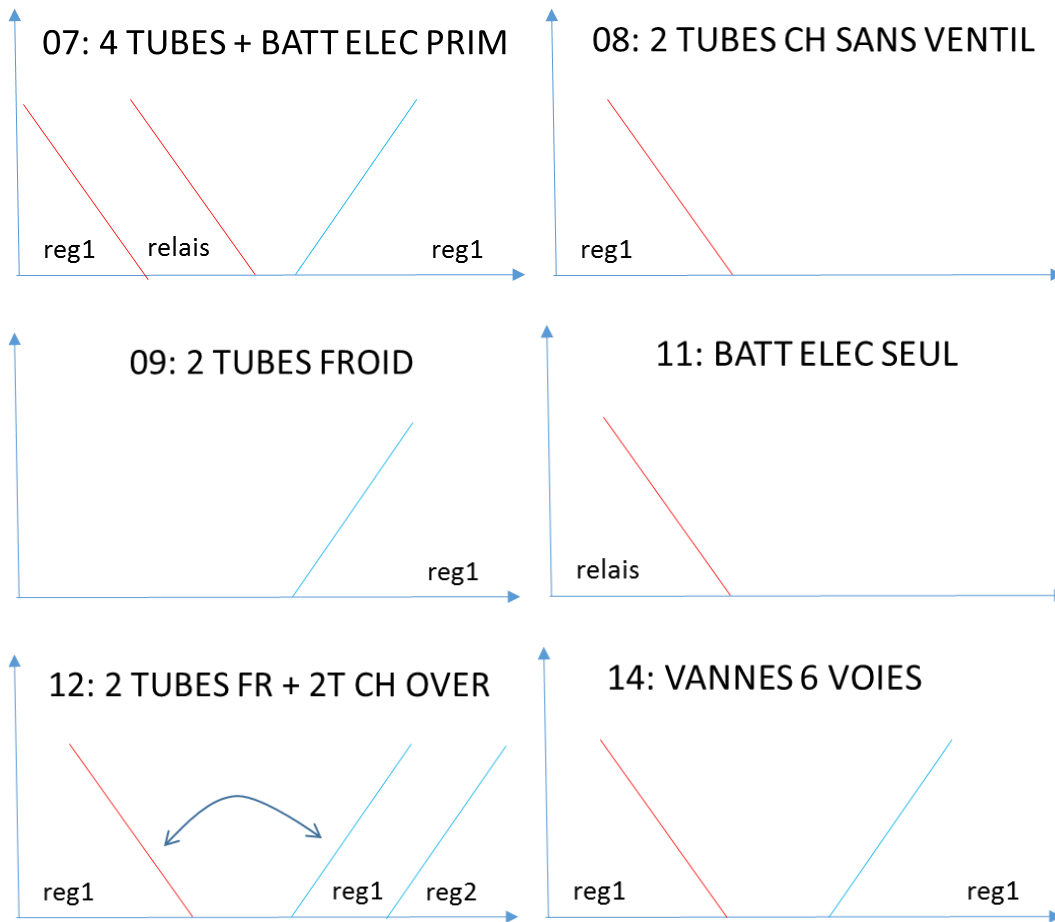 07: 4 TUBES + BATT ELEC PRIM
reg1
relais
reg1
08: 2 TUBES CH SANS VENTIL
reg1
09: 2 TUBES FROID
reg1
11: BATT ELEC SEUL
relais
12: 2 TUBES FR + 2T CH OVER
reg1
reg1
reg2
14: VANNES 6 VOIES
reg1
reg1